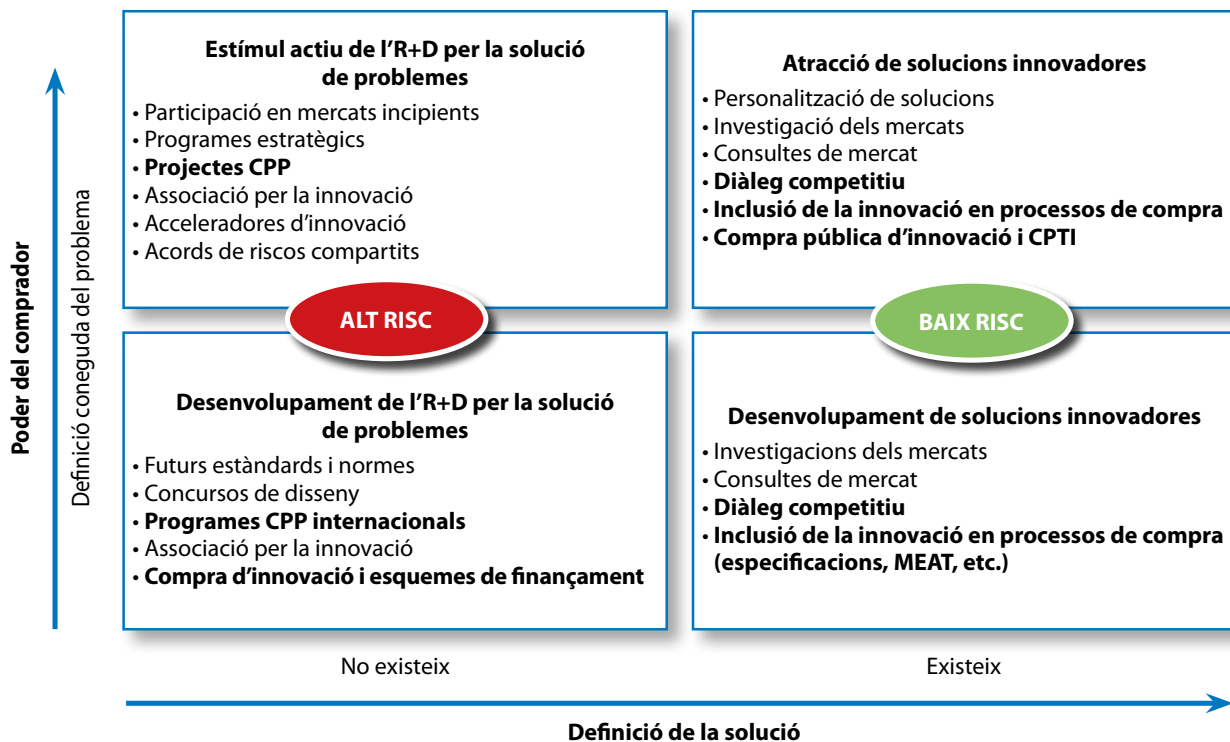 Poder del comprador
Definició coneguda del problema
Estímul actiu de l’R+D per la solució
de problemes
• Participació en mercats incipients
• Programes estratègics
• Projectes CPP
• Associació per la innovació
• Acceleradores d’innovació
• Acords de riscos compartits
Atracció de solucions innovadores
• Personalització de solucions
• Investigació dels mercats
• Consultes de mercat
• Diàleg competitiu
• Inclusió de la innovació en processos de compra
• Compra pública d’innovació i CPTI
ALT RISC
BAIX RISC
Desenvolupament de l’R+D per la solució
de problemes
• Futurs estàndards i normes
• Concursos de disseny
• Programes CPP internacionals
• Associació per la innovació
• Compra d’innovació i esquemes de finançament
Desenvolupament de solucions innovadores
• Investigacions dels mercats
• Consultes de mercat
• Diàleg competitiu
• Inclusió de la innovació en processos de compra
(especificacions, MEAT, etc.)
No existeix
Existeix
Definició de la solució